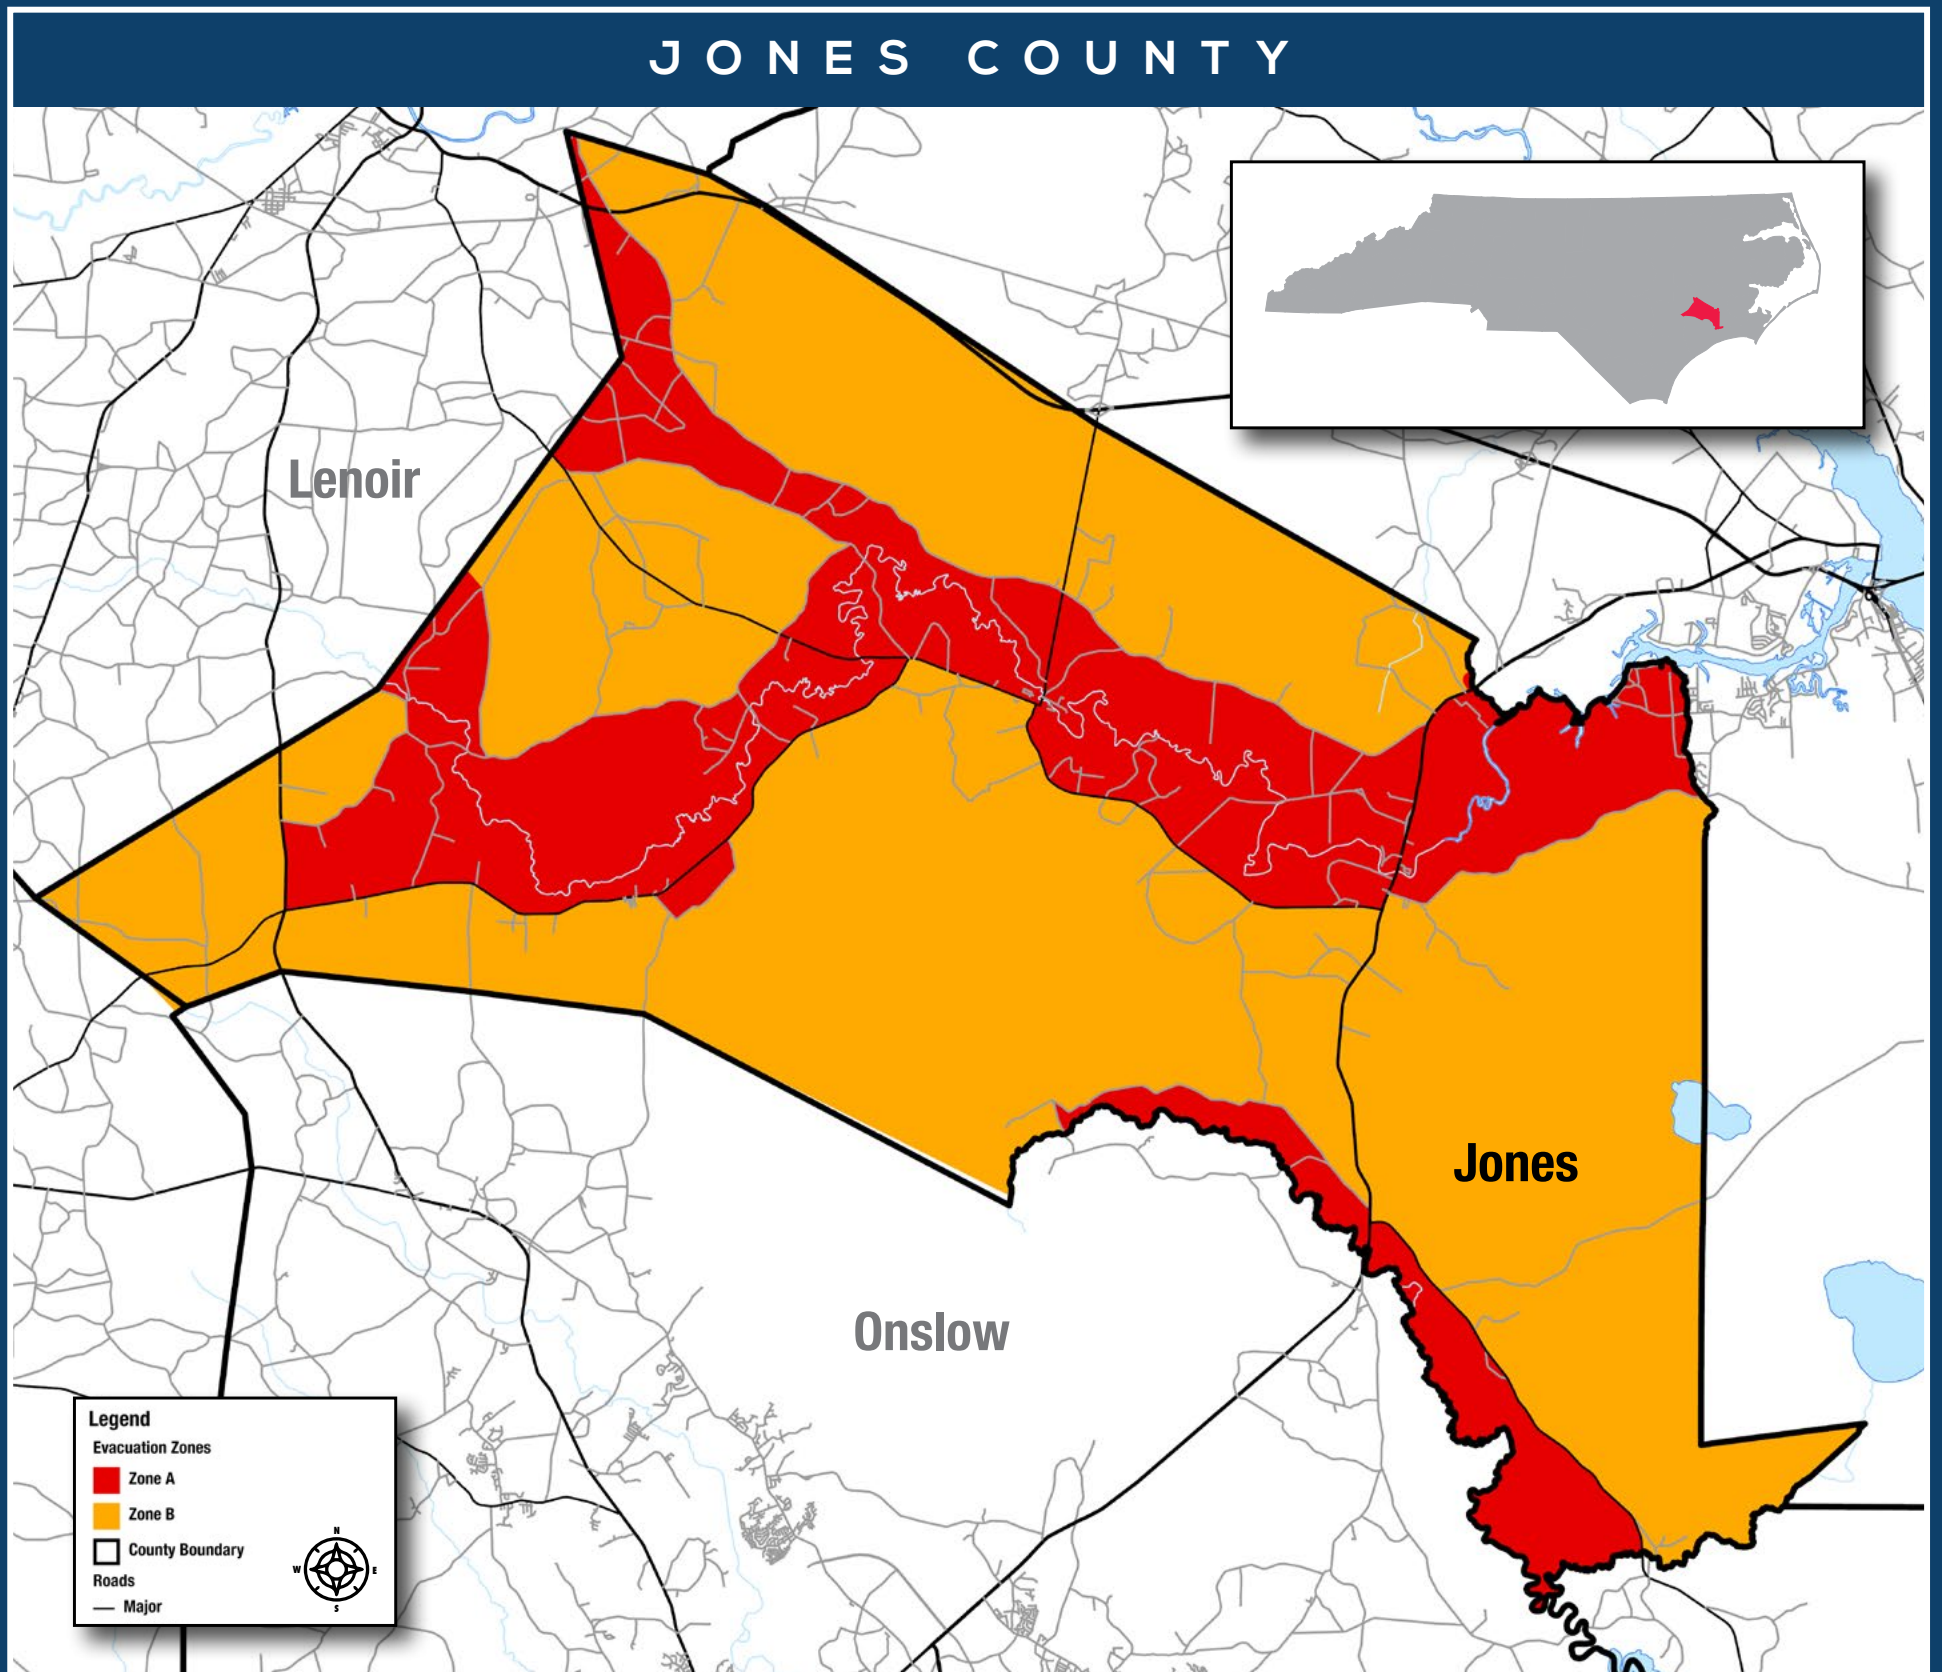 JONES COUNTY
Lenoir
Jones
Onslow
Legend
Evacuation Zones
Zone A
Zone B
County Boundary
Roads
Major
N
W E
S